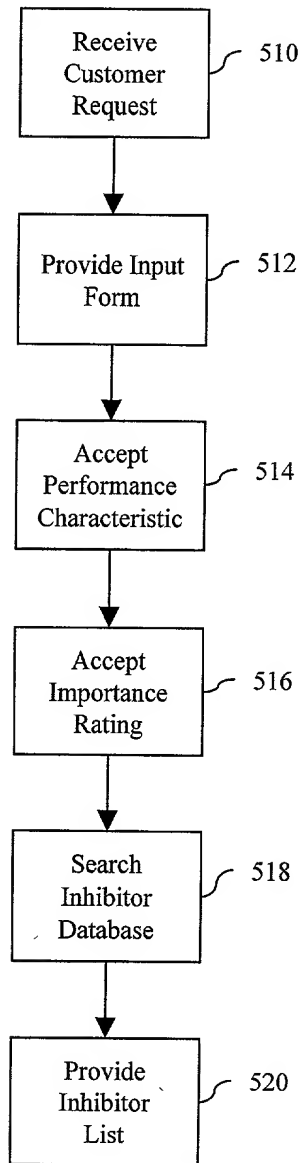 Receive
Customer
Request
510
Provide Input
Form
512
Accept
Performance
Characteristic
514
Accept
Importance
Rating
516
Search
Inhibitor
Database
518
Provide
Inhibitor
List
520